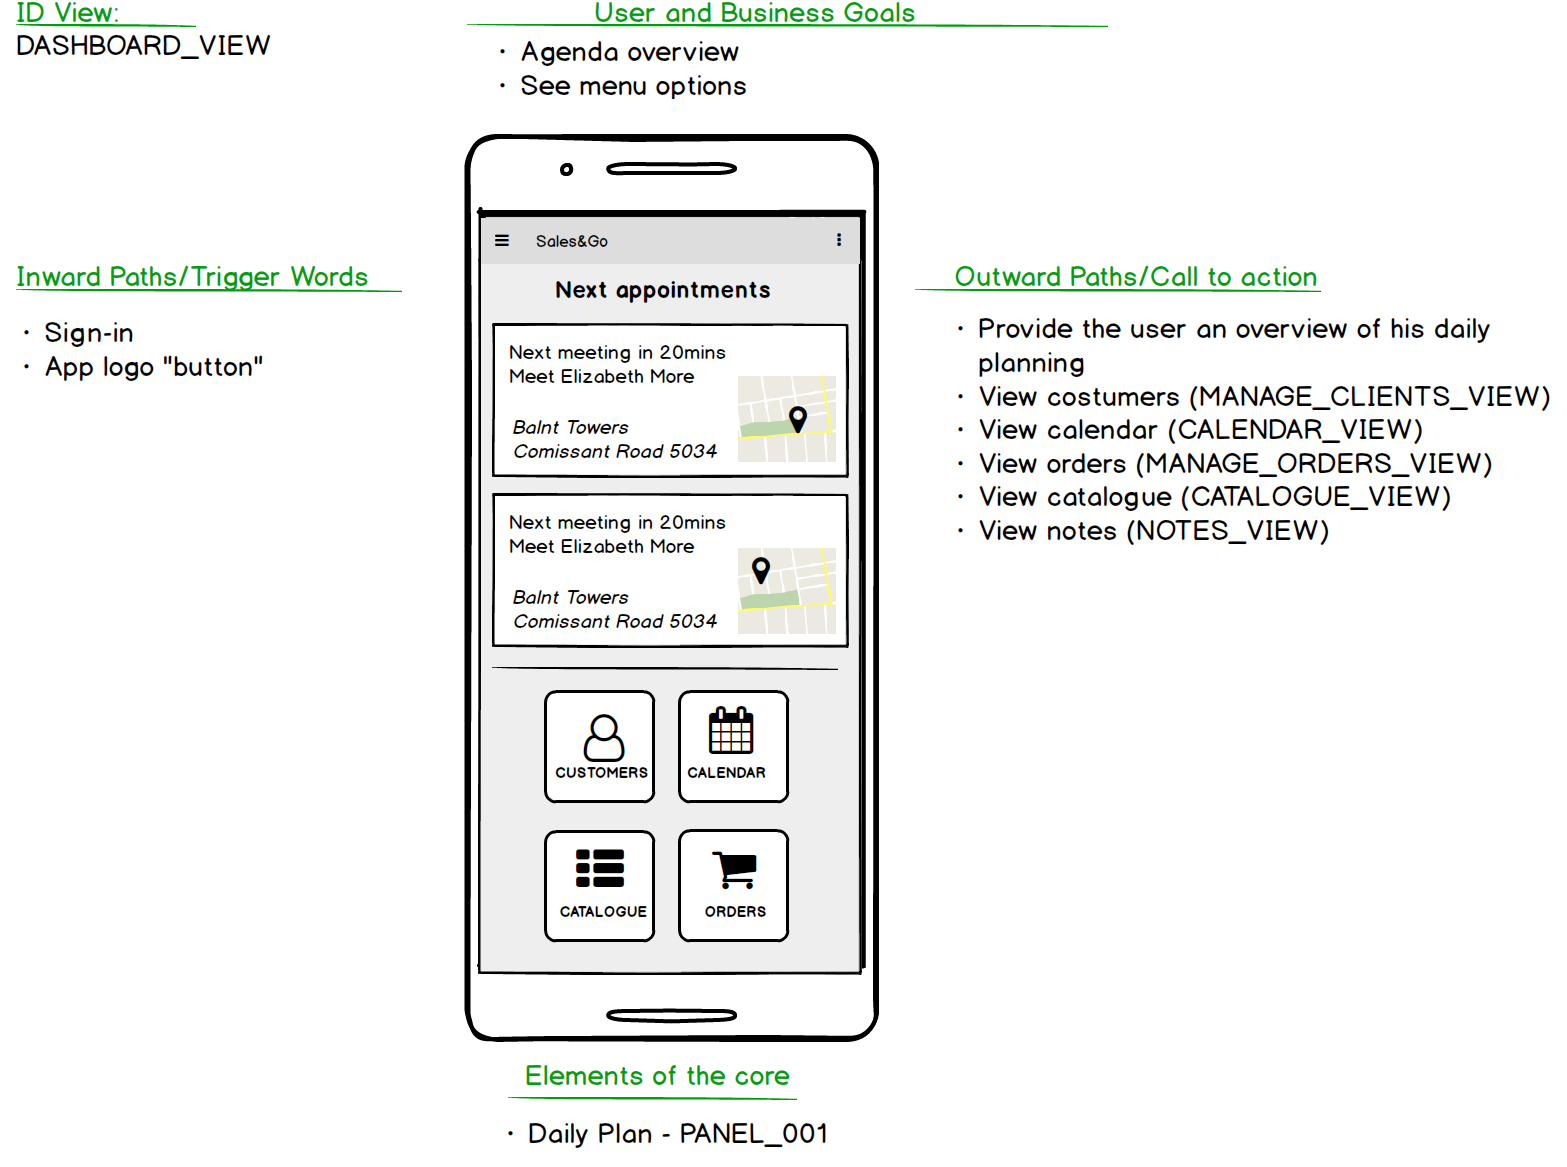 ID View:
DASHBOARD_VIEW
User and Business Goals
· Agenda overview
· See menu options
Inward Paths/Trigger Words
· Sign-in
· App logo "button"
Sales&Go
Next appointments
Next meeting in 20mins
Meet Elizabeth More
Balnt Towers
Comissant Road 5034
Next meeting in 20mins
Meet Elizabeth More
Balnt Towers
Comissant Road 5034
CUSTOMERS
CALENDAR
CATALOGUE
ORDERS
Outward Paths/Call to action
· Provide the user an overview of his daily
planning
· View costumers (MANAGE_CLIENTS_VIEW)
· View calendar (CALENDAR_VIEW)
· View orders (MANAGE_ORDERS_VIEW)
· View catalogue (CATALOGUE_VIEW)
· View notes (NOTES_VIEW)
Elements of the core
· Daily Plan - PANEL_001